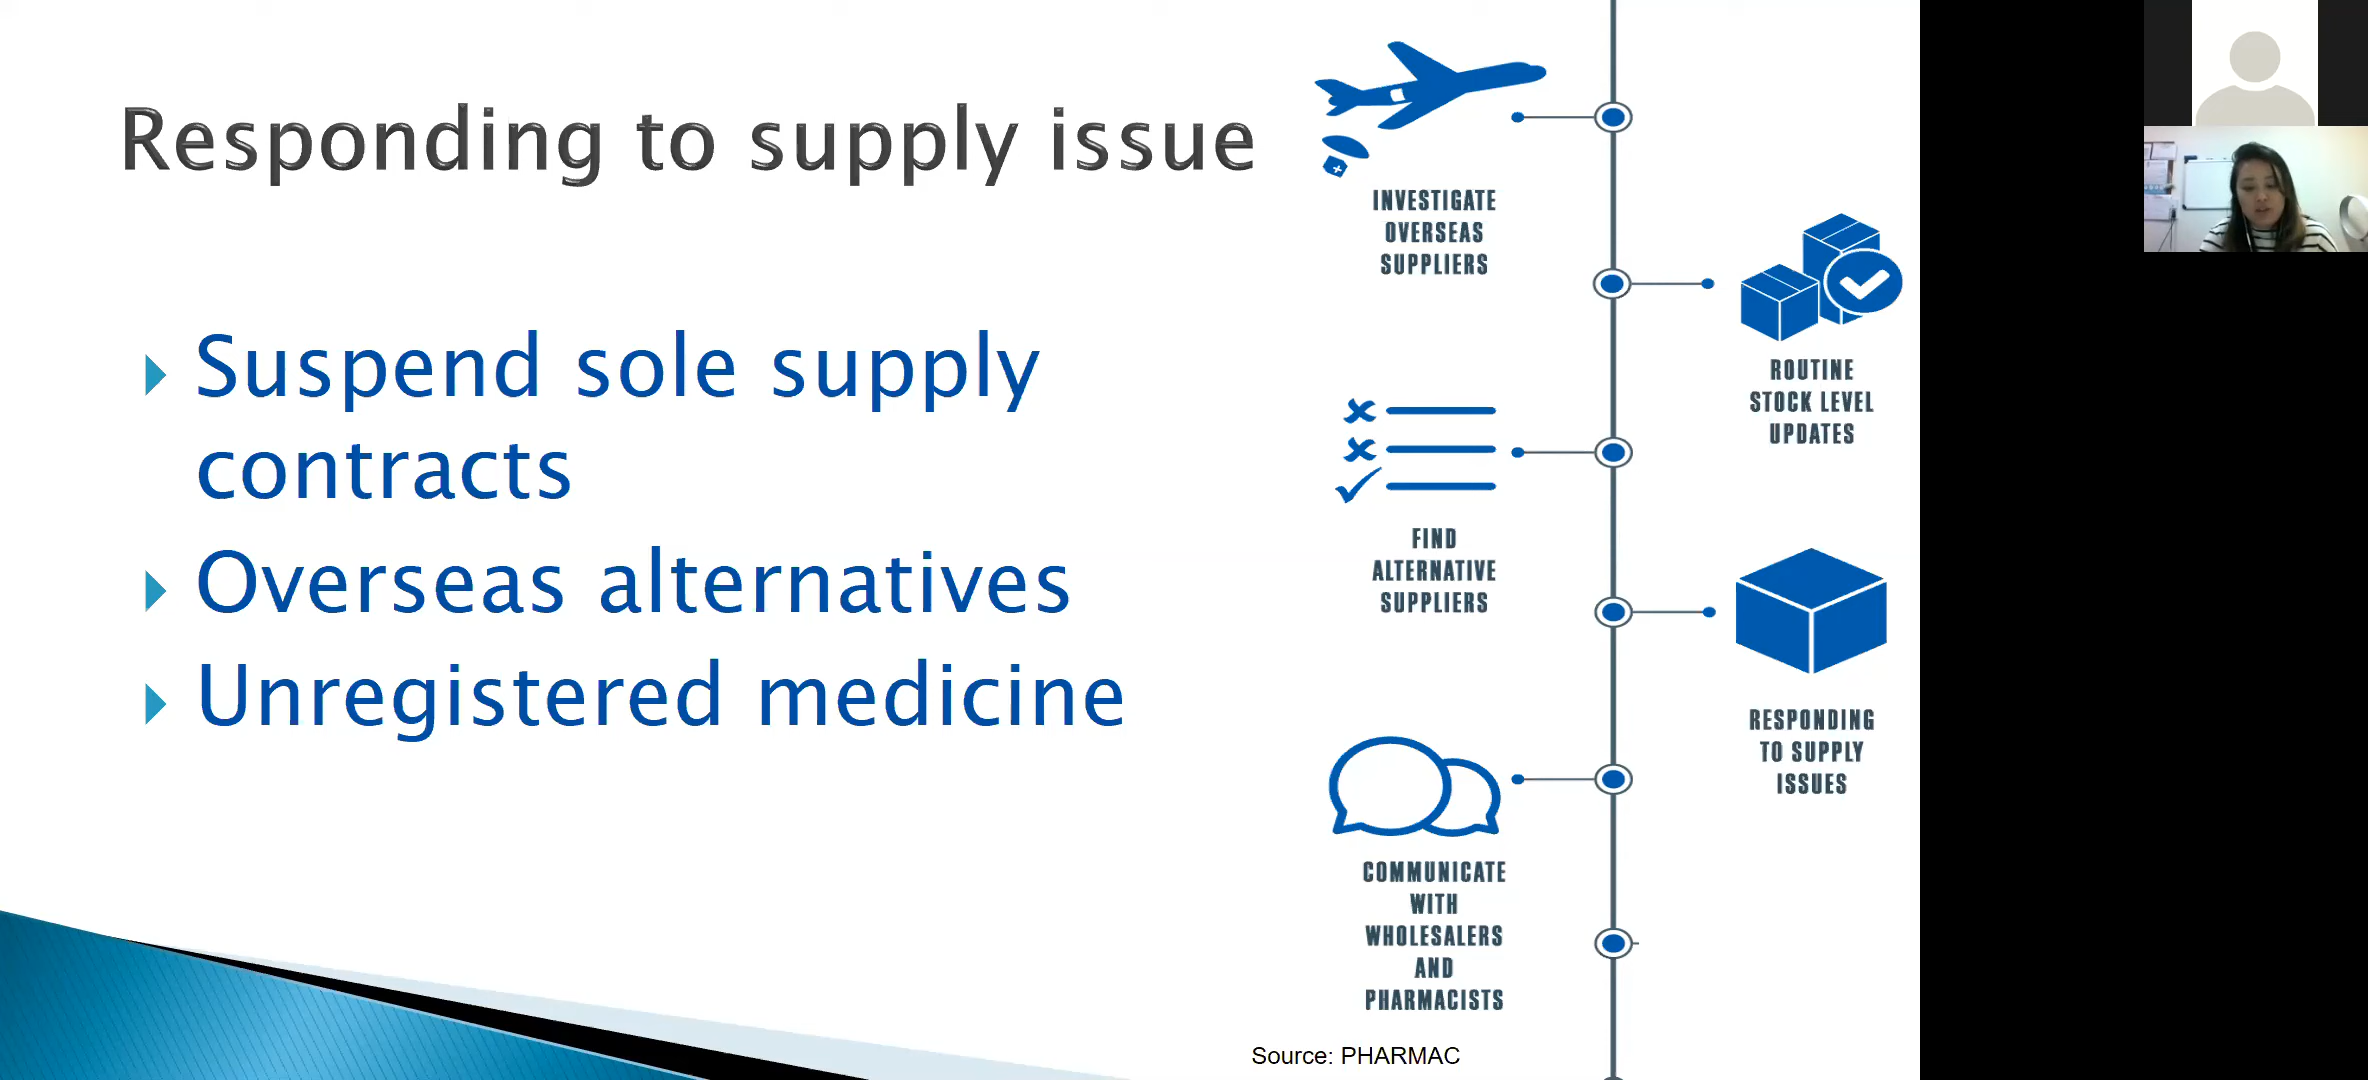 Responding to supply issue
Suspend sole supply
contracts
Overseas alternatives
Unregistered medicine
INVESTIGATE
OVERSEAS
SUPPLIERS
ROUTINE
STOCK LEVEL
UPDATES
FIND
ALTERNATIVE
SUPPLIERS
RESPONDING
TO SUPPLY
ISSUES
COMMUNICATE
WITH
WHOLESALERS
AND
PHARMACISTS
Source: PHARMAC